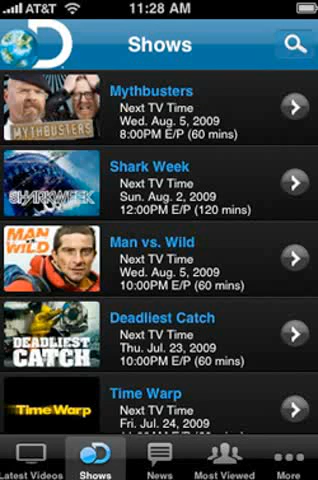 AT&T 11:28 AM
D
Shows
Mythbusters
Next TV Time
Wed. Aug. 5, 2009
8:00PM E/P (60 mins)
MYTHBUSTERS
Shark Week
Next TV Time
Sun. Aug. 2, 2009
12:00PM E/P (120 mins)
SHARKWEEK
Man vs. Wild
Next TV Time
Wed. Aug. 5, 2009
10:00PM E/P (60 mins)
MAN
WILD
Deadliest Catch
Next TV Time
Thu. Jul. 23, 2009
10:00PM E/P (60 mins)
DEADLIEST
CATCH
Time Warp
Next TV Time
Fri. Jul. 24, 2009
Time Warp
Latest Videos Shows News Most Viewed More